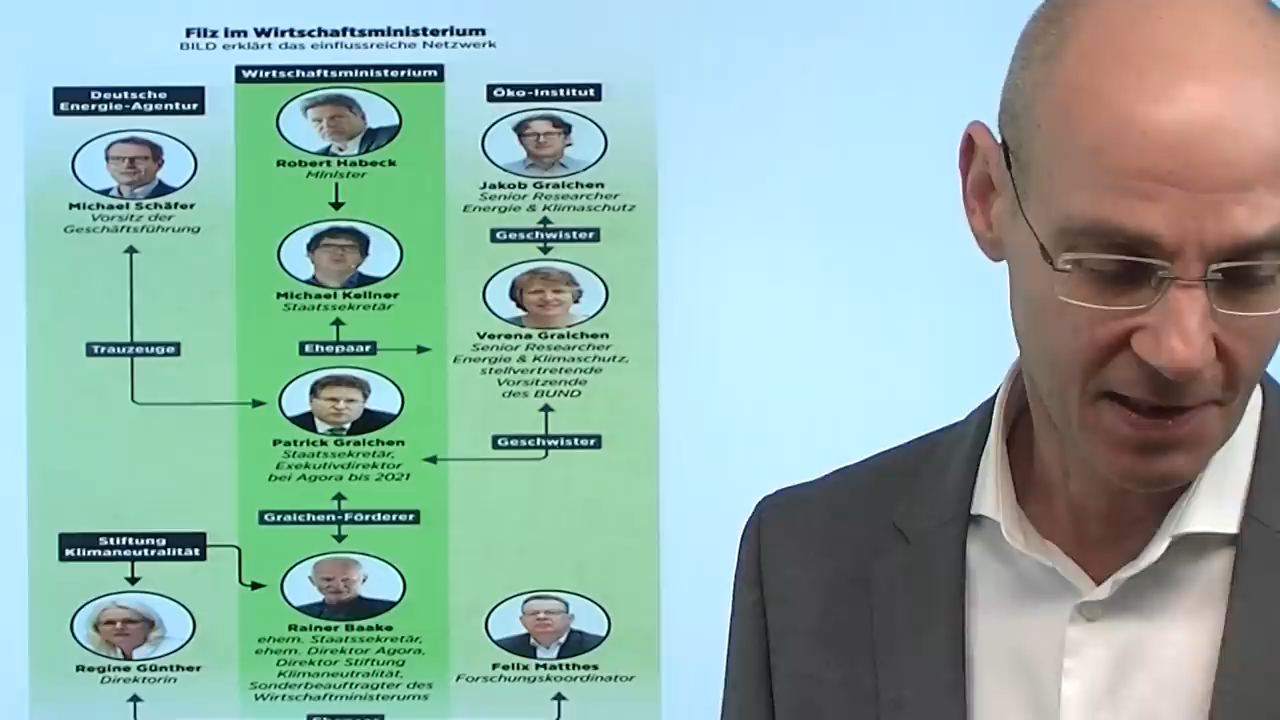 Filz im Wirtschaftsministerium
BILD erklärt das einflussreiche Netzwerk
Wirtschaftsministerium
Deutsche
Energie-Agentur
Öko-Institut
Robert Habeck
Minister
Michael Schäfer
Vorsitz der
Geschäftsführung
Jakob Graichen
Senior Researcher
Energie & Klimaschutz
Geschwister
Michael Kellner
Staatssekretär
Verena Graichen
Senior Researcher
Energie & Klimaschutz,
stellvertretende
Vorsitzende
des BUND
Trauzeuge
Ehepaar
Patrick Graichen
Staatssekretär,
Exekutivdirektor
bei Agora bis 2021
Geschwister
Graichen-Förderer
Stiftung
Klimaneutralität
Rainer Baake
ehem. Staatssekretär,
ehem. Direktor Agora,
Direktor Stiftung
Klimaneutralität,
Sonderbeauftragter des
Wirtschaftministeriums
Regine Günther
Direktorin
Felix Matthes
Forschungskoordinator